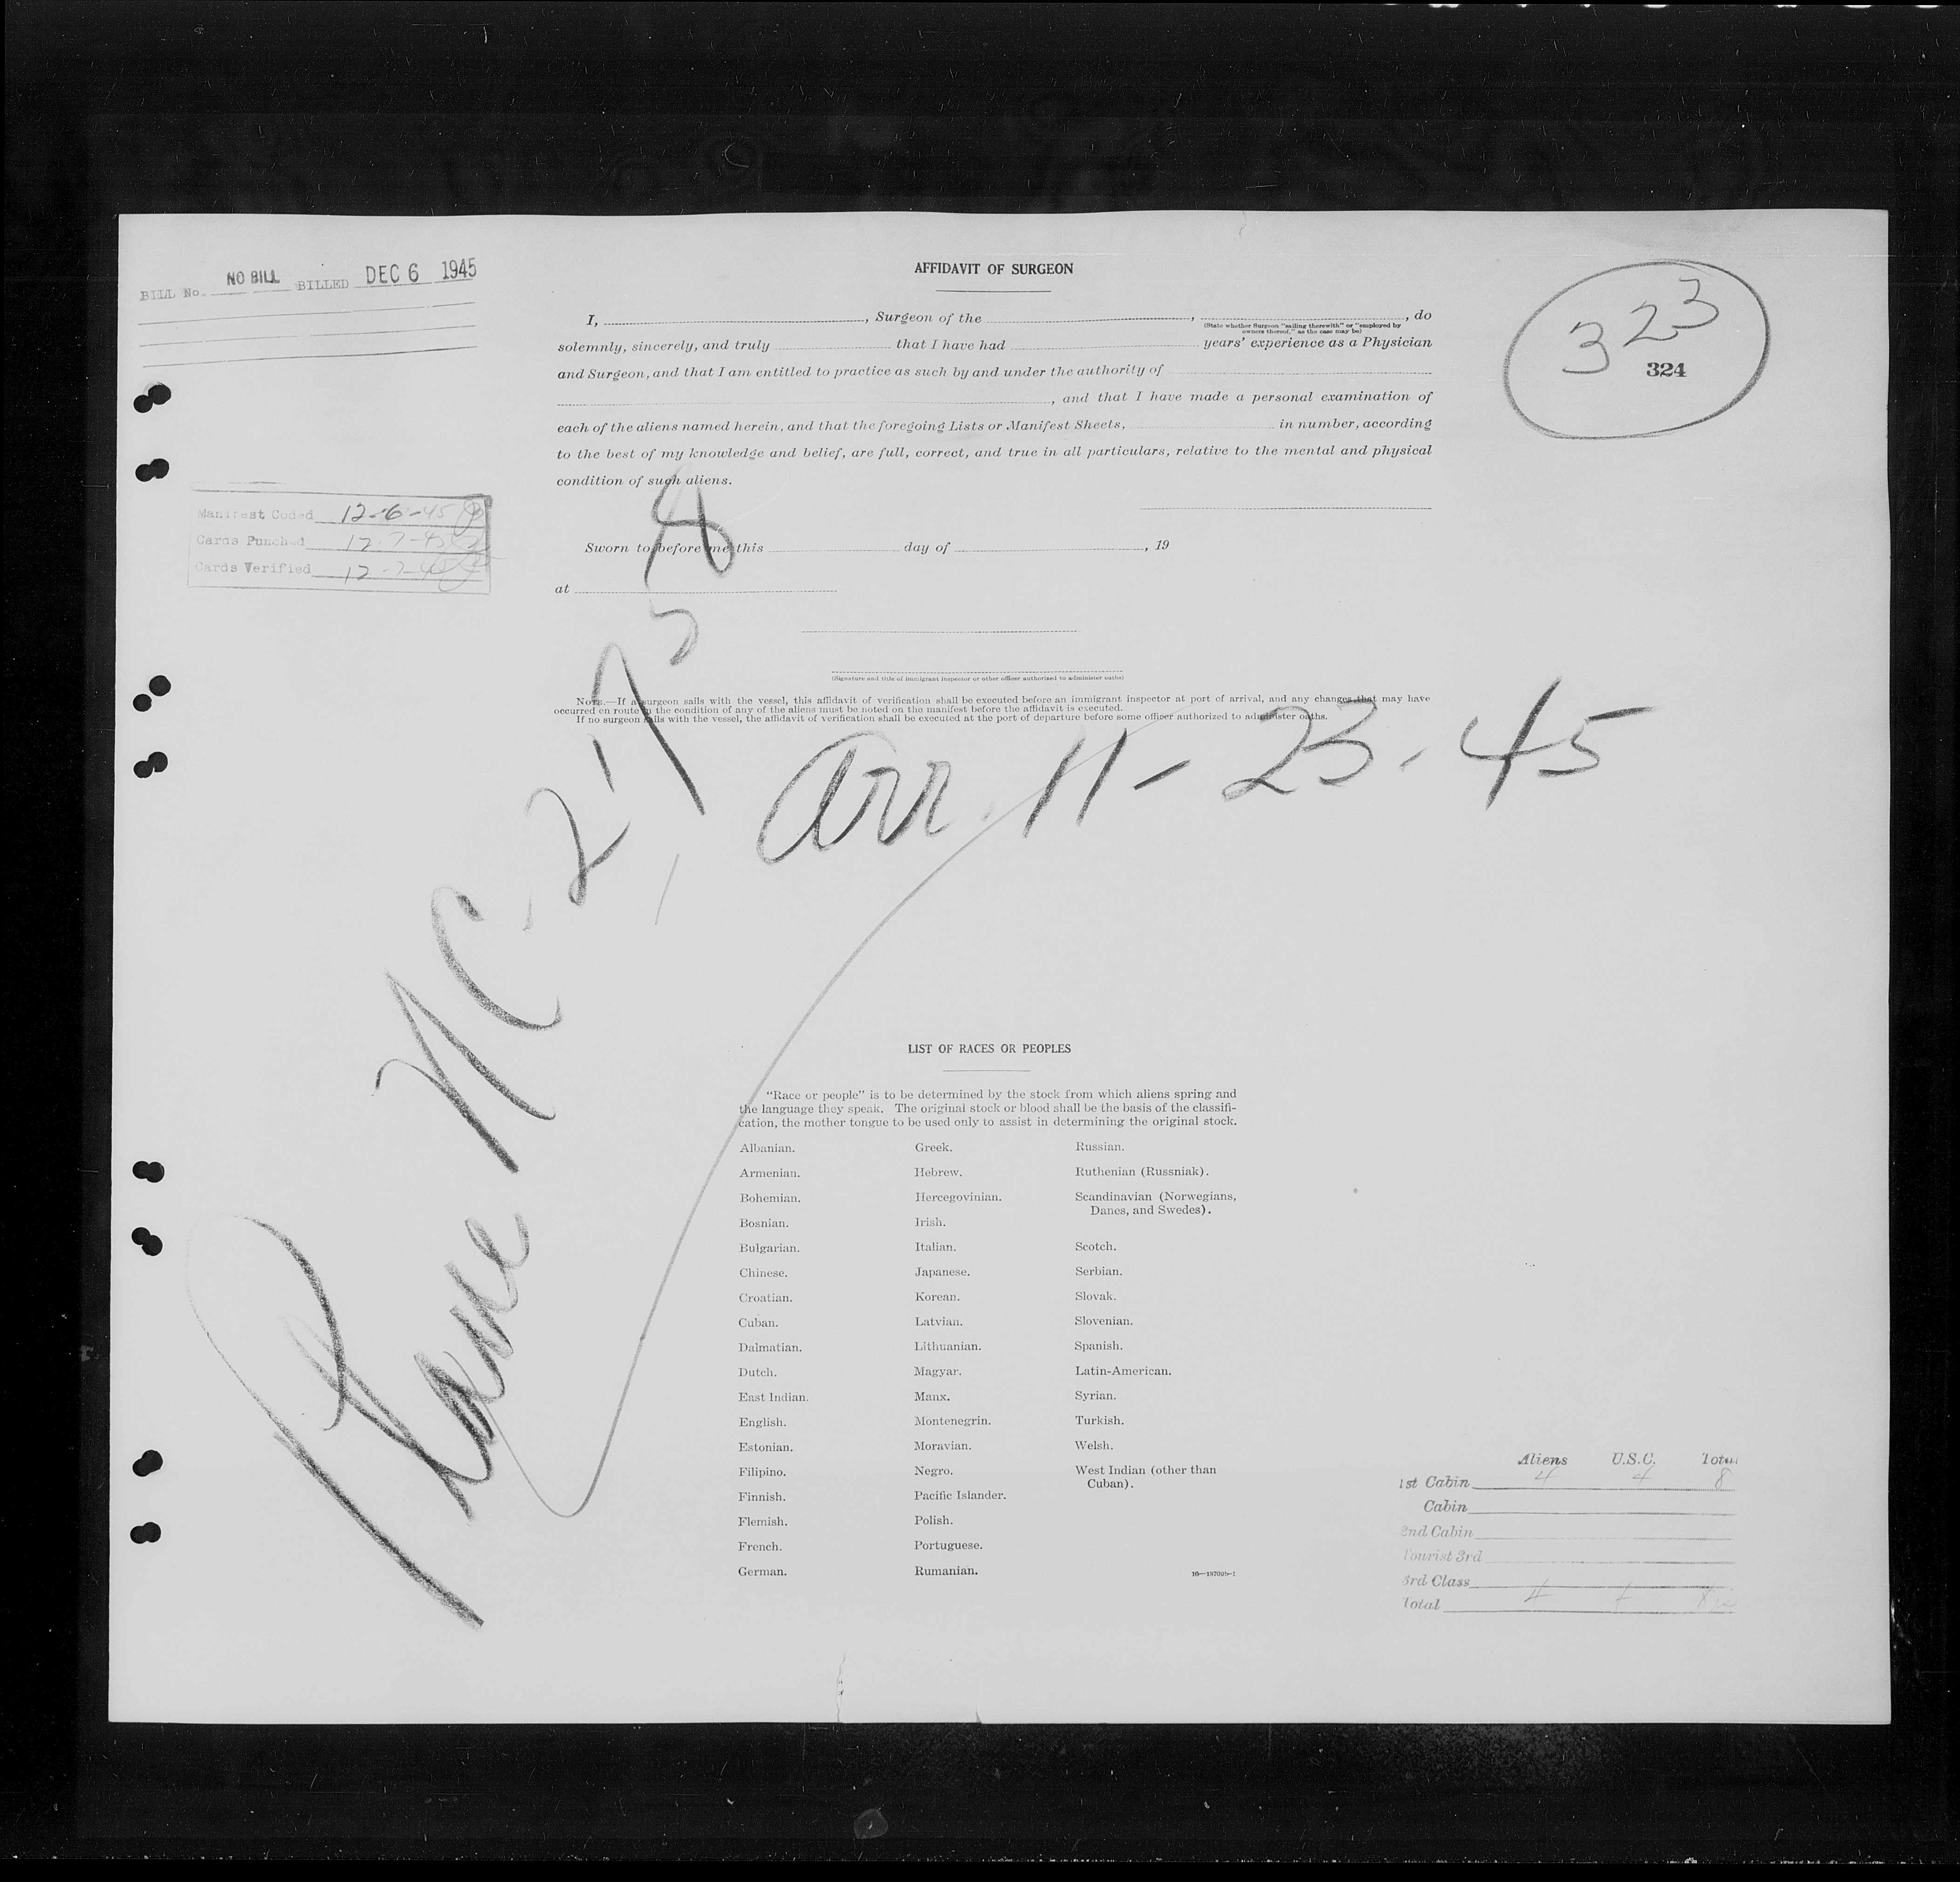 BILL No. NO BILL BILLED DEC 6 1945
AFFIDAVIT OF SURGEON
323
324
I, , Surgeon of the , , do
(State whether Surgeon "sailing therewith" or "employed by
owners thereof," as the case may be)
solemnly, sincerely, and truly that I have had years' experience as a Physician
and Surgeon, and that I am entitled to practice as such by and under the authority of
, and that I have made a personal examination of
each of the aliens named herein, and that the foregoing Lists or Manifest Sheets, in number, according
to the best of my knowledge and belief, are full, correct, and true in all particulars, relative to the mental and physical
condition of such aliens.
Manifest Coded 12-6-45
Cards Punched 12-7-45
Cards Verified 12-7-45
Sworn to before me this day of , 19
at
(Signature and title of immigrant inspector or other officer authorized to administer oaths)
NOTE.—If a surgeon sails with the vessel, this affidavit of verification shall be executed before an immigrant inspector at port of arrival, and any changes that may have
occurred en route in the condition of any of the aliens must be noted on the manifest before the affidavit is executed.
If no surgeon sails with the vessel, the affidavit of verification shall be executed at the port of departure before some officer authorized to administer oaths.
Plane NC-
arr. 11-23-45
LIST OF RACES OR PEOPLES
"Race or people" is to be determined by the stock from which aliens spring and
the language they speak. The original stock or blood shall be the basis of the classifi-
cation, the mother tongue to be used only to assist in determining the original stock.
Albanian.
Armenian.
Bohemian.
Bosnian.
Bulgarian.
Chinese.
Croatian.
Cuban.
Dalmatian.
Dutch.
East Indian.
English.
Estonian.
Filipino.
Finnish.
Flemish.
French.
German.
Greek.
Hebrew.
Hercegovinian.
Irish.
Italian.
Japanese.
Korean.
Latvian.
Lithuanian.
Magyar.
Manx.
Montenegrin.
Moravian.
Negro.
Pacific Islander.
Polish.
Portuguese.
Rumanian.
Russian.
Ruthenian (Russniak).
Scandinavian (Norwegians,
Danes, and Swedes).
Scotch.
Serbian.
Slovak.
Slovenian.
Spanish.
Latin-American.
Syrian.
Turkish.
Welsh.
West Indian (other than
Cuban).
Aliens U.S.C. Total
1st Cabin 4 4 8
Cabin
2nd Cabin
Tourist 3rd
3rd Class
Total 4 4 8